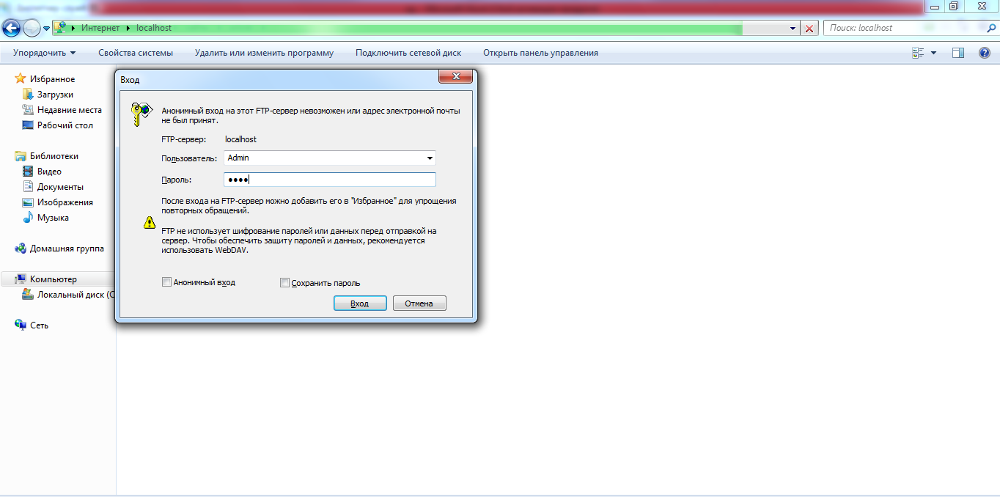 Интернет localhost
Поиск: localhost
Упорядочить Свойства системы Удалить или изменить программу Подключить сетевой диск Открыть панель управления
Избранное
Загрузки
Недавние места
Рабочий стол
Библиотеки
Видео
Документы
Изображения
Музыка
Домашняя группа
Компьютер
Локальный диск (C
Сеть
Вход
Анонимный вход на этот FTP-сервер невозможен или адрес электронной почты
не был принят.
FTP-сервер: localhost
Пользователь: Admin
Пароль: ••••
После входа на FTP-сервер можно добавить его в "Избранное" для упрощения
повторных обращений.
FTP не использует шифрование паролей или данных перед отправкой на
сервер. Чтобы обеспечить защиту паролей и данных, рекомендуется
использовать WebDAV.
Анонимный вход Сохранить пароль
Вход Отмена